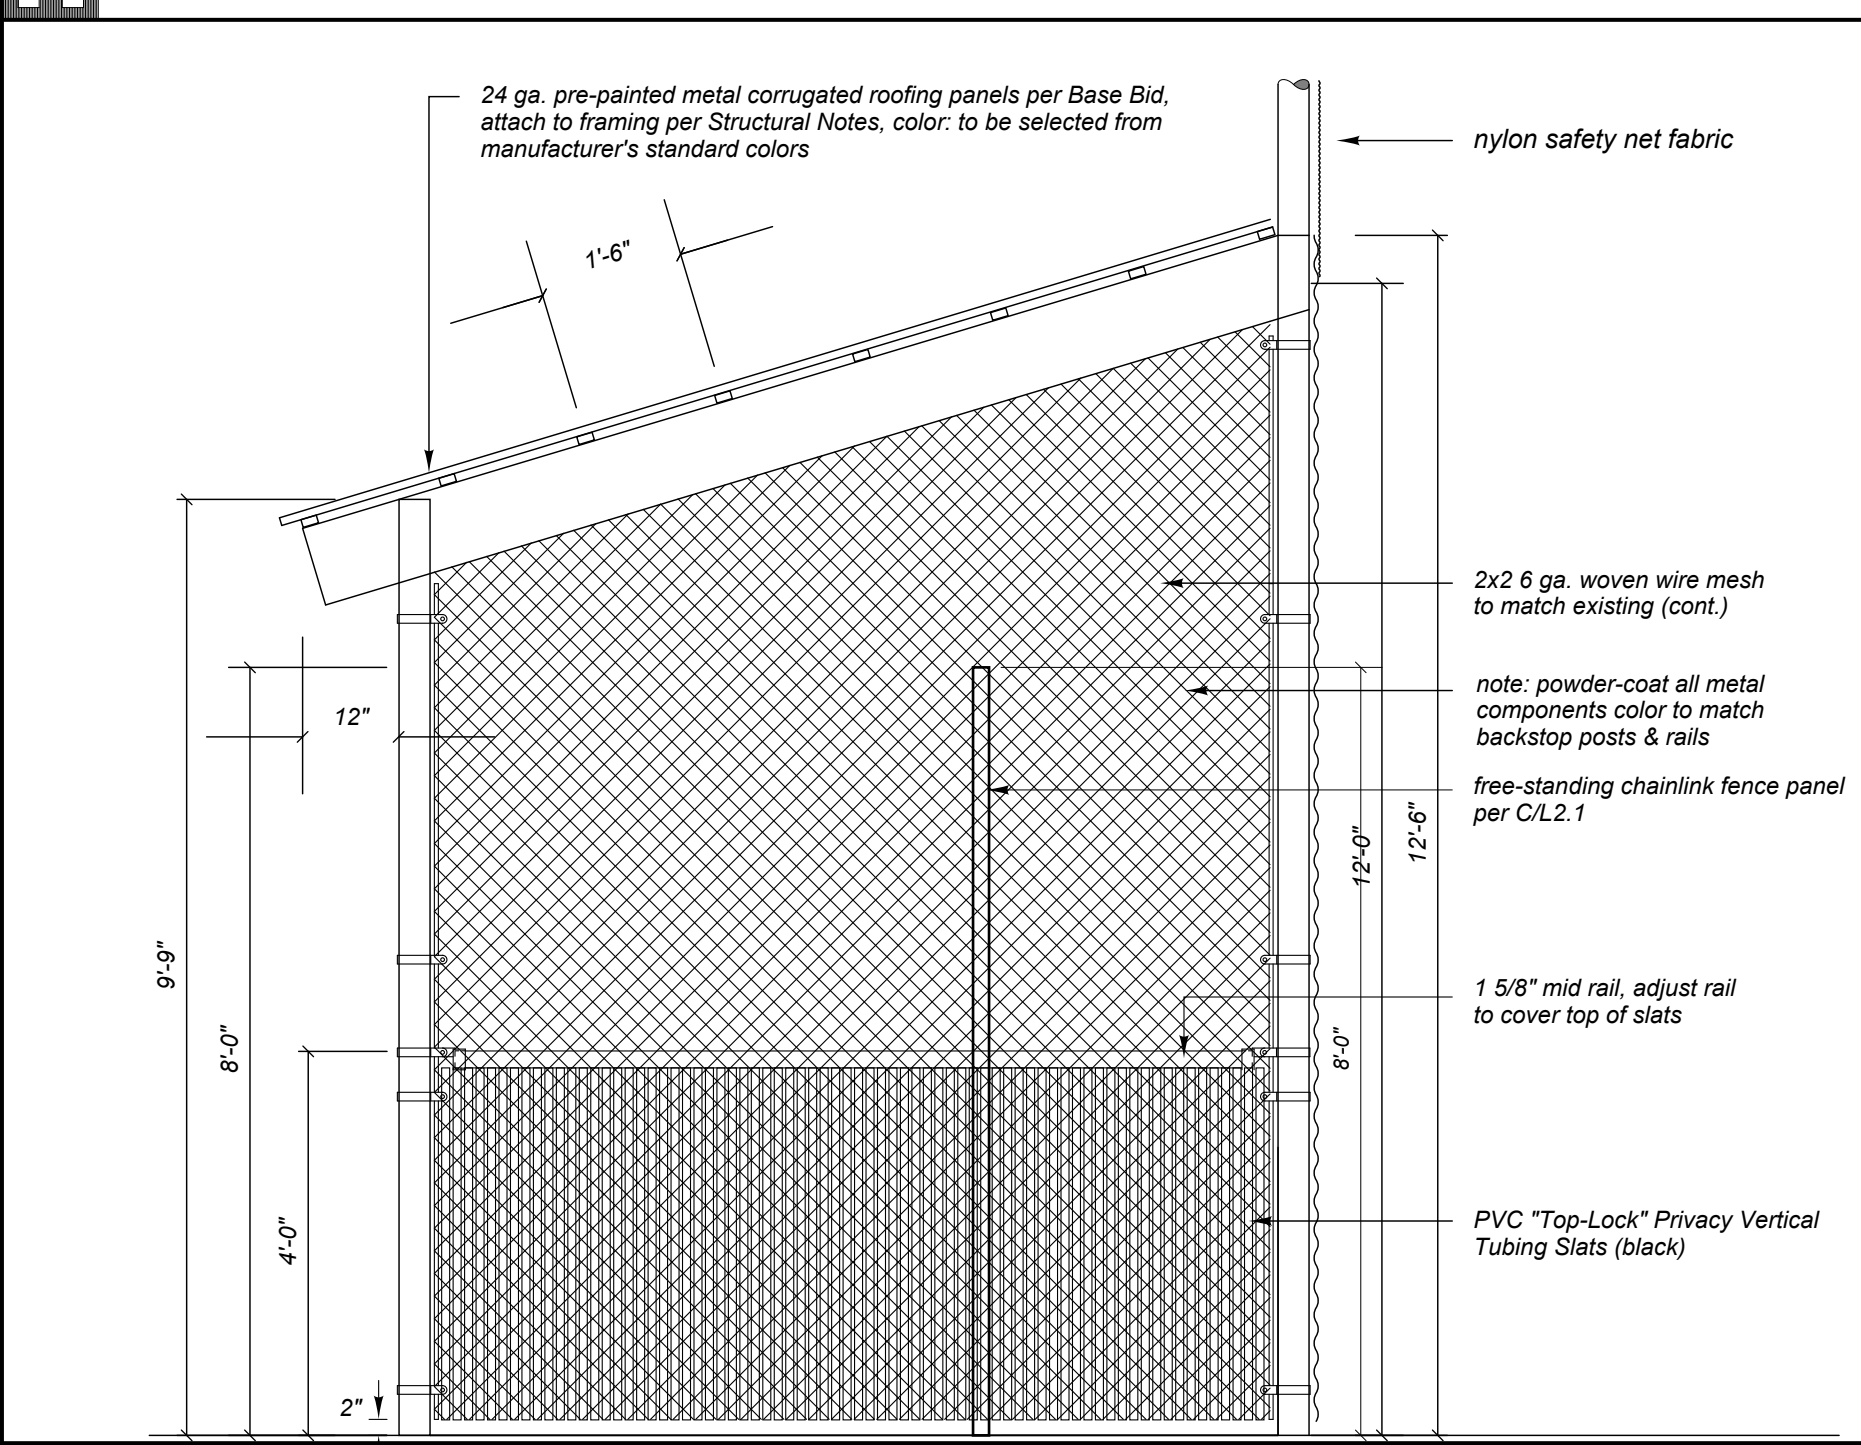 24 ga. pre-painted metal corrugated roofing panels per Base Bid,
attach to framing per Structural Notes, color: to be selected from
manufacturer's standard colors
nylon safety net fabric
1'-6"
2x2 6 ga. woven wire mesh
to match existing (cont.)
12"
note: powder-coat all metal
components color to match
backstop posts & rails
free-standing chainlink fence panel
per C/L2.1
12'-0"
12'-6"
9'-9"
8'-0"
1 5/8" mid rail, adjust rail
to cover top of slats
8'-0"
4'-0"
PVC "Top-Lock" Privacy Vertical
Tubing Slats (black)
2"